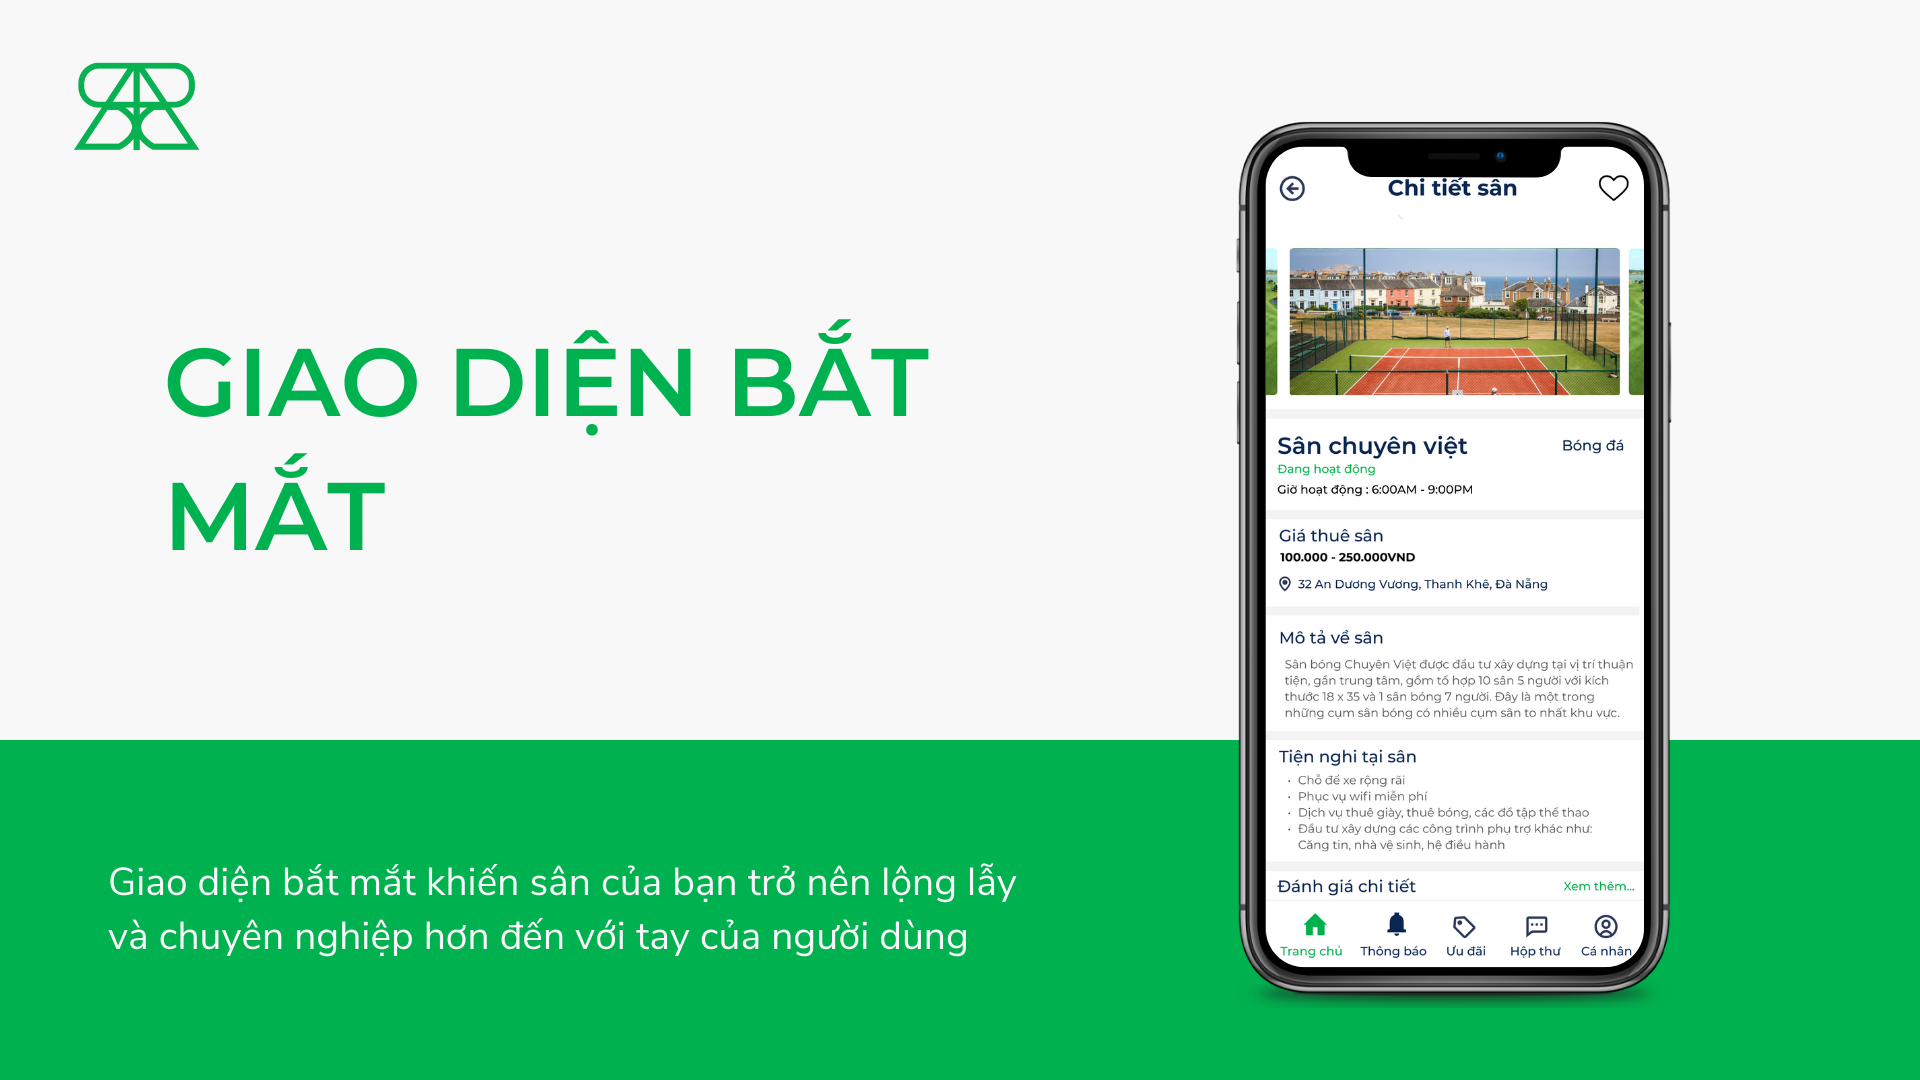 GIAO DIỆN BẮT
MẮT
Giao diện bắt mắt khiến sân của bạn trở nên lộng lẫy
và chuyên nghiệp hơn đến với tay của người dùng
Chi tiết sân
Sân chuyên việt
Bóng đá
Đang hoạt động
Giờ hoạt động : 6:00AM - 9:00PM
Giá thuê sân
100.000 - 250.000VND
32 An Dương Vương, Thanh Khê, Đà Nẵng
Mô tả về sân
Sân bóng Chuyên Việt được đầu tư xây dựng tại vị trí thuận
tiện, gần trung tâm, gồm tổ hợp 10 sân 5 người với kích
thước 18 x 35 và 1 sân bóng 7 người. Đây là một trong
những cụm sân bóng có nhiều cụm sân to nhất khu vực.
Tiện nghi tại sân
• Chỗ để xe rộng rãi
• Phục vụ wifi miễn phí
• Dịch vụ thuê giày, thuê bóng, các đồ tập thể thao
• Đầu tư xây dựng các công trình phụ trợ khác như:
Căng tin, nhà vệ sinh, hệ điều hành
Đánh giá chi tiết
Xem thêm...
Trang chủ
Thông báo
Ưu đãi
Hộp thư
Cá nhân